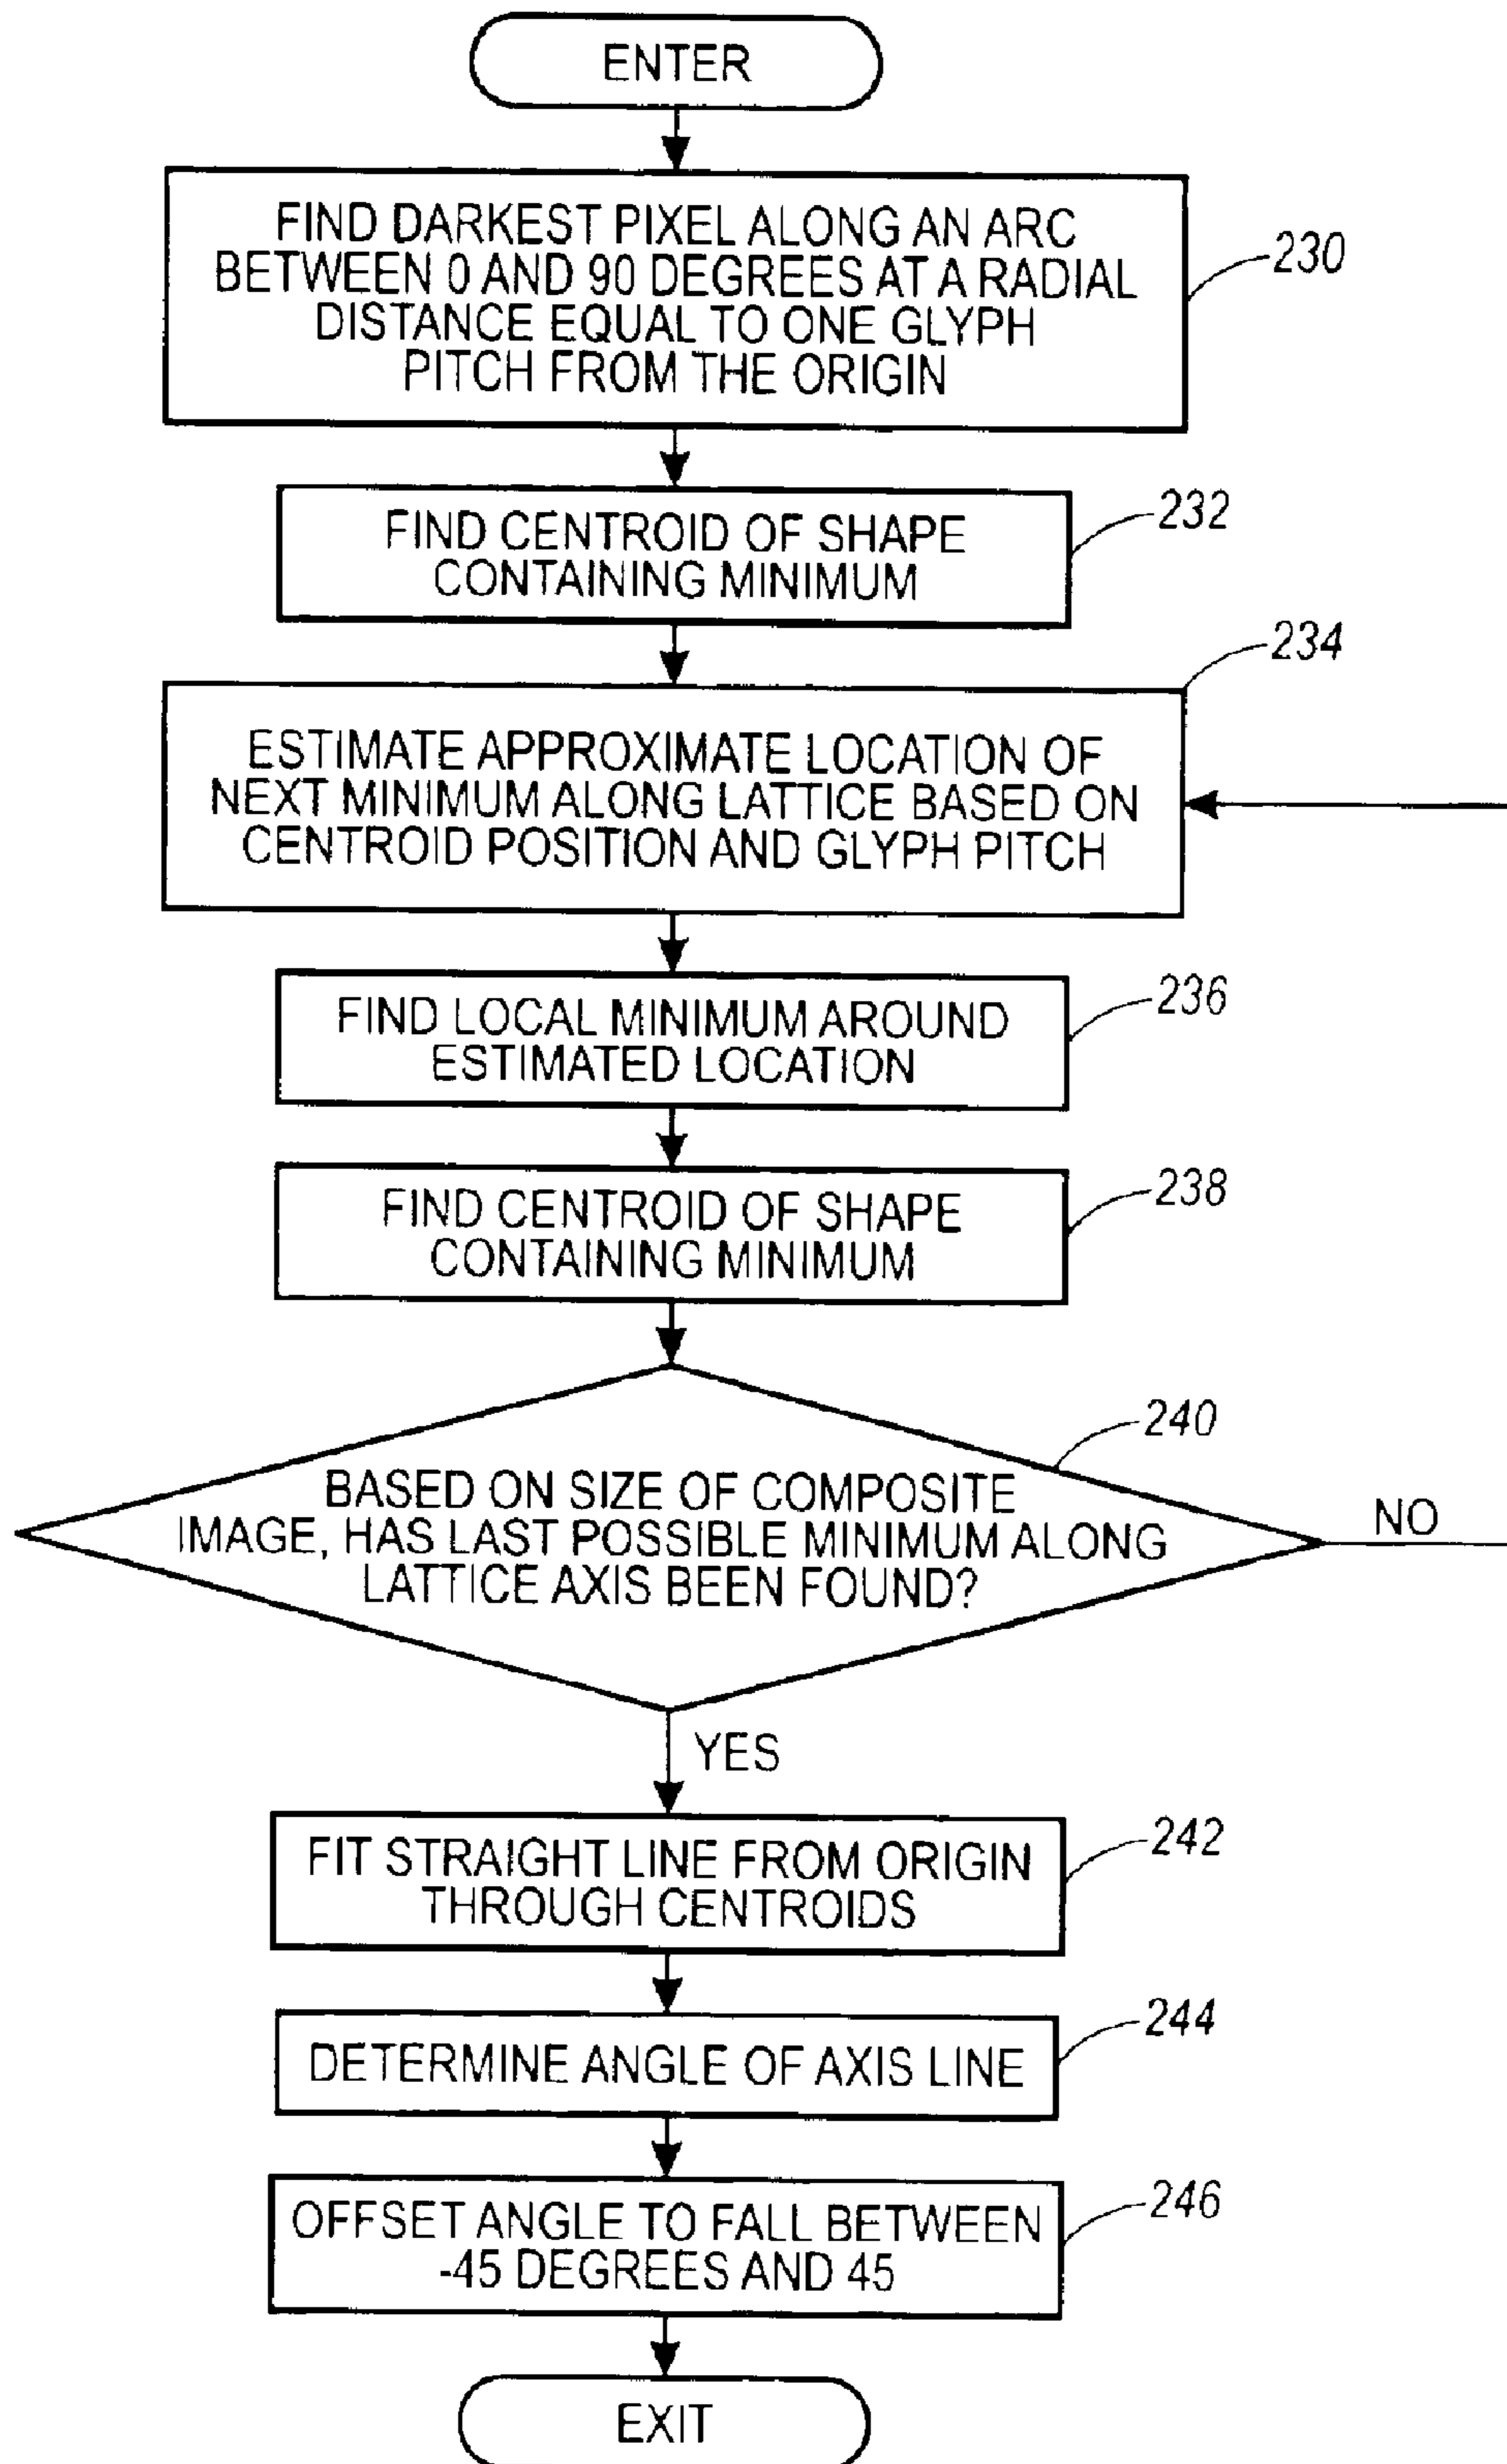 ENTER
FIND DARKEST PIXEL ALONG AN ARC
BETWEEN 0 AND 90 DEGREES AT A RADIAL
DISTANCE EQUAL TO ONE GLYPH
PITCH FROM THE ORIGIN
230
FIND CENTROID OF SHAPE
CONTAINING MINIMUM
232
ESTIMATE APPROXIMATE LOCATION OF
NEXT MINIMUM ALONG LATTICE BASED ON
CENTROID POSITION AND GLYPH PITCH
234
FIND LOCAL MINIMUM AROUND
ESTIMATED LOCATION
236
FIND CENTROID OF SHAPE
CONTAINING MINIMUM
238
BASED ON SIZE OF COMPOSITE
IMAGE, HAS LAST POSSIBLE MINIMUM ALONG
LATTICE AXIS BEEN FOUND?
240
NO
YES
FIT STRAIGHT LINE FROM ORIGIN
THROUGH CENTROIDS
242
DETERMINE ANGLE OF AXIS LINE
244
OFFSET ANGLE TO FALL BETWEEN
-45 DEGREES AND 45
246
EXIT